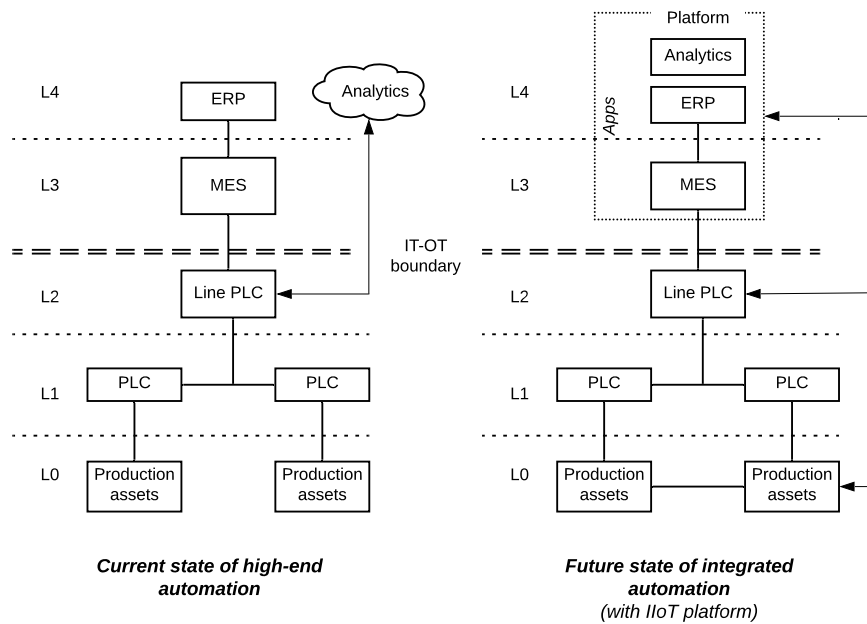 L4
ERP
Analytics
L3
MES
IT-OT
boundary
L2
Line PLC
L1
PLC
PLC
L0
Production
assets
Production
assets
Current state of high-end
automation
Platform
Analytics
L4
ERP
Apps
L3
MES
L2
Line PLC
L1
PLC
PLC
L0
Production
assets
Production
assets
Future state of integrated
automation
(with IIoT platform)